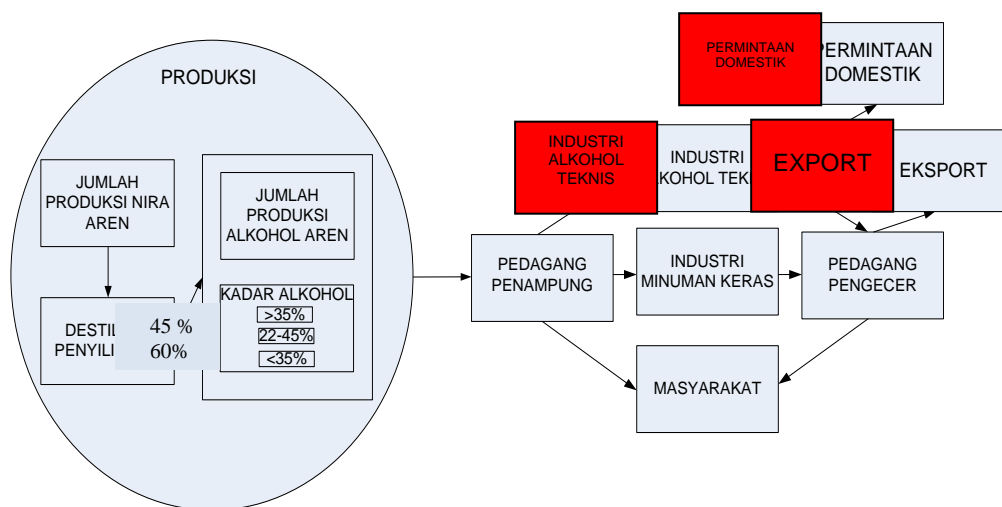 PRODUKSI
JUMLAH
PRODUKSI NIRA
AREN
DESTIL
PENYILI
45 %
60%
JUMLAH
PRODUKSI
ALKOHOL AREN
KADAR ALKOHOL
>35%
22-45%
<35%
PERMINTAAN
DOMESTIK
PERMINTAAN
DOMESTIK
INDUSTRI
ALKOHOL
TEKNIS
INDUSTRI
KOHOL TEK
EXPORT
EKSPORT
PEDAGANG
PENAMPUNG
INDUSTRI
MINUMAN KERAS
PEDAGANG
PENGECER
MASYARAKAT